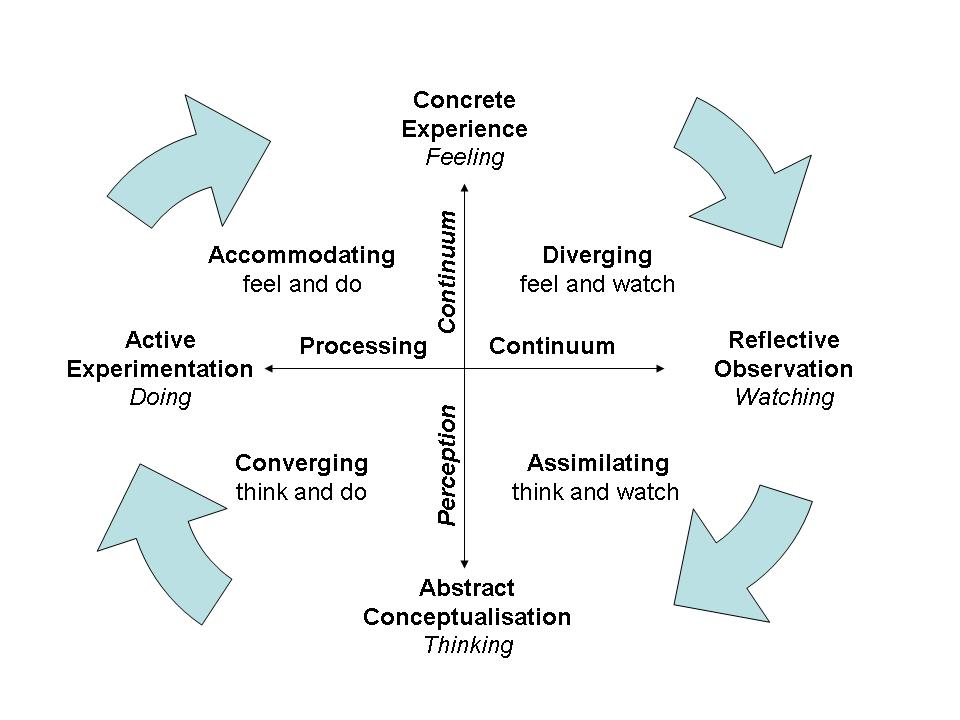 Concrete
Experience
Feeling
Continuum
Accommodating
feel and do
Diverging
feel and watch
Active
Experimentation
Doing
Processing
Continuum
Reflective
Observation
Watching
Perception
Converging
think and do
Assimilating
think and watch
Abstract
Conceptualisation
Thinking